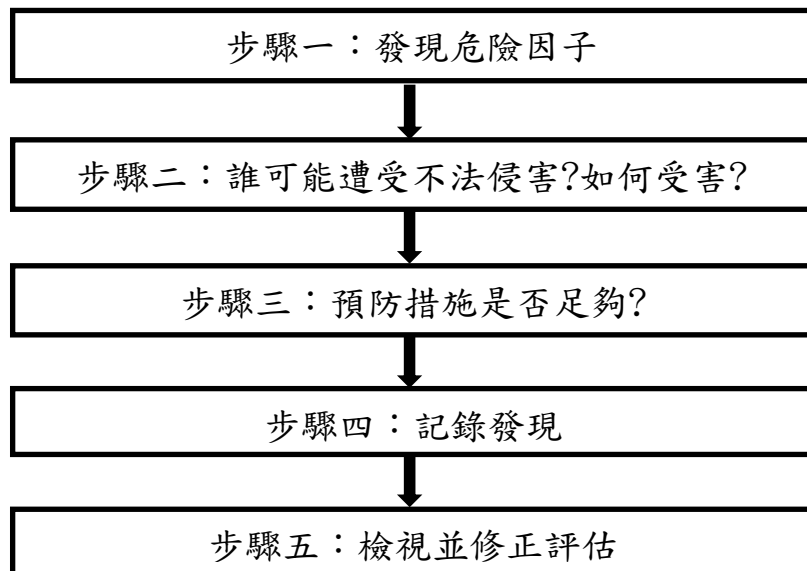 步驟一：發現危險因子
步驟二：誰可能遭受不法侵害?如何受害?
步驟三：預防措施是否足夠?
步驟四：記錄發現
步驟五：檢視並修正評估